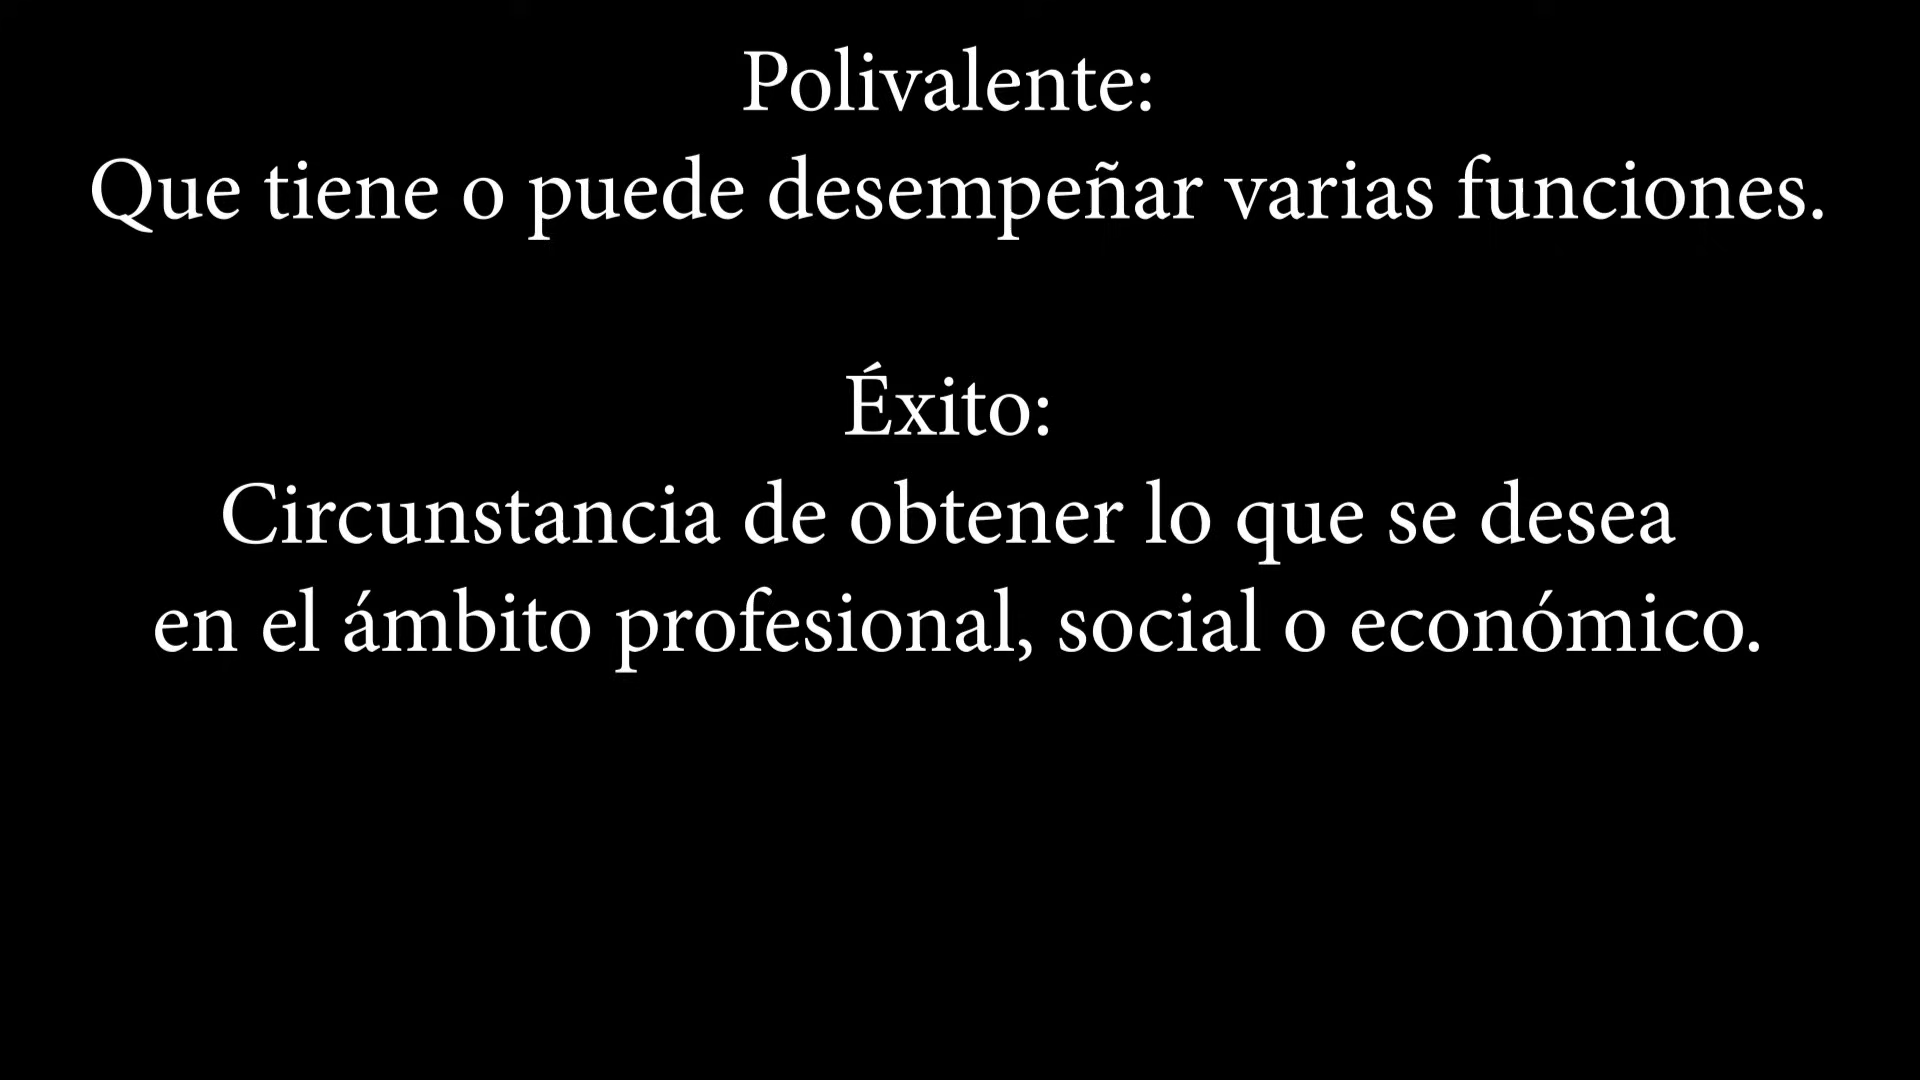 Polivalente:
Que tiene o puede desempeñar varias funciones.
Éxito:
Circunstancia de obtener lo que se desea
en el ámbito profesional, social o económico.